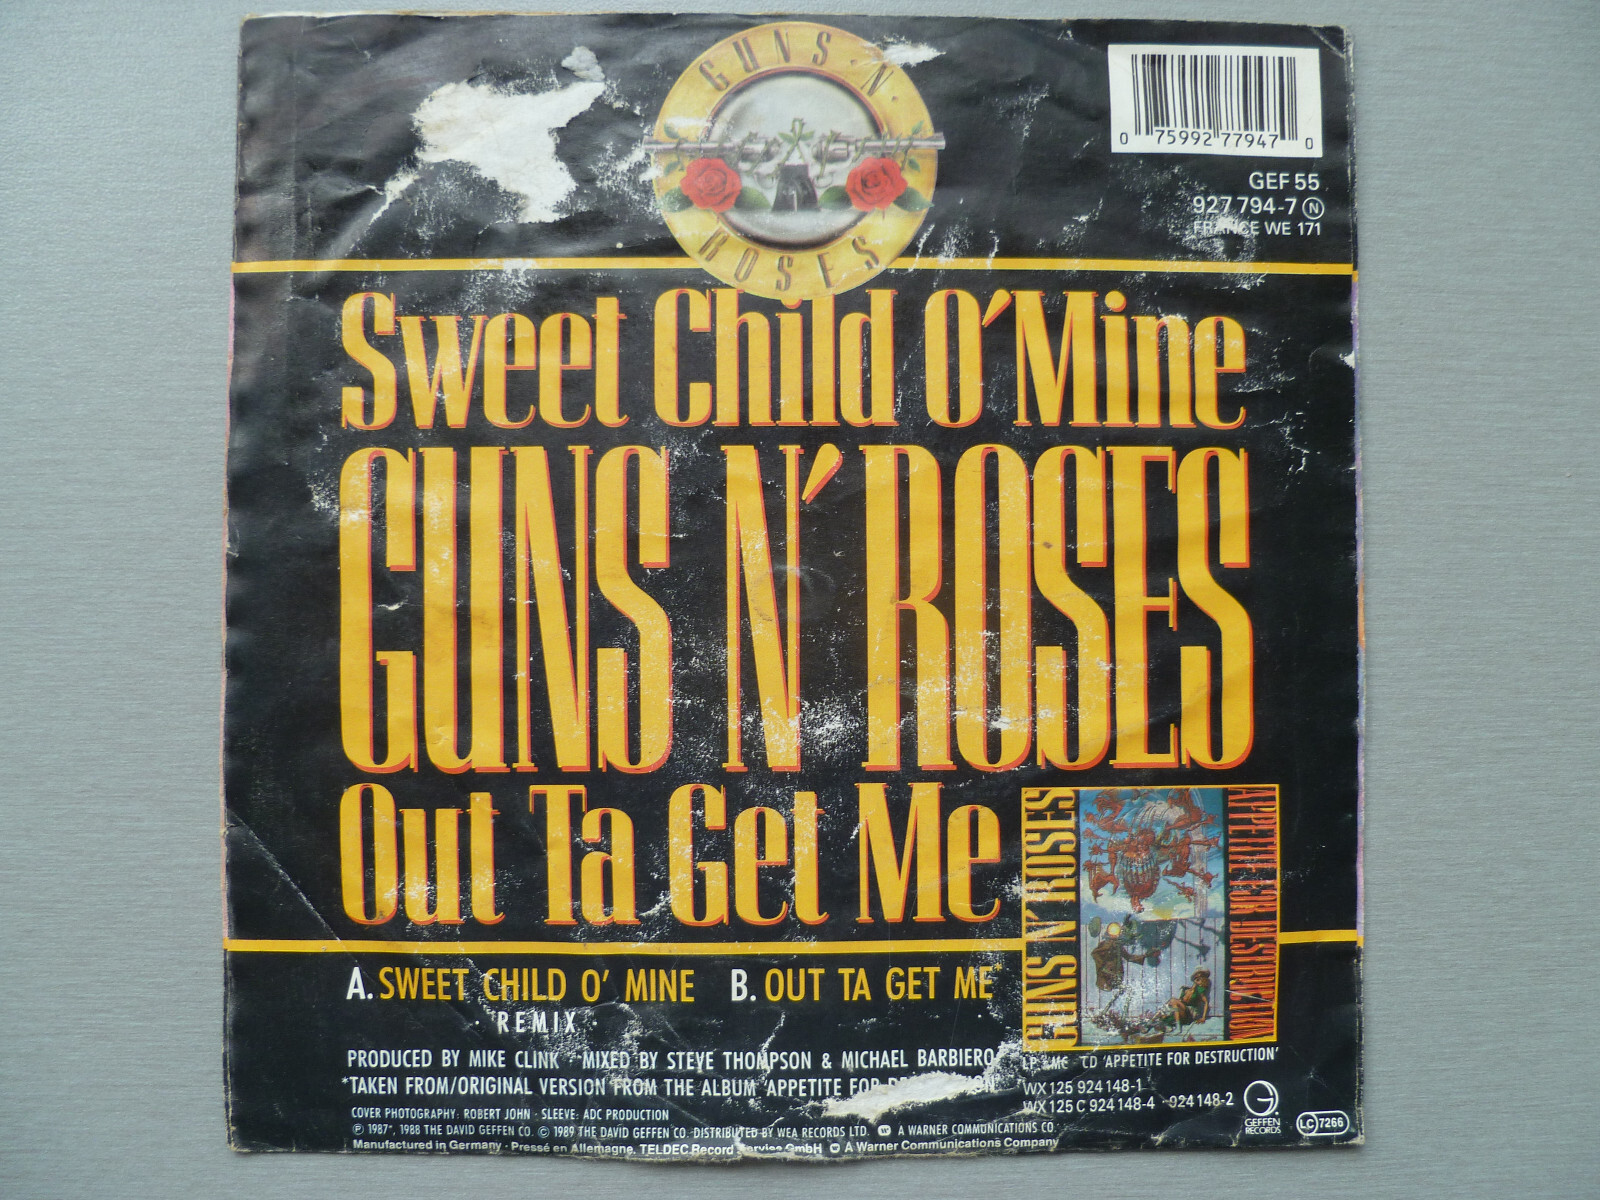 GUNS N' ROSES
0 75992 77947 0
GEF 55
927 794-7 N
FRANCE WE 171
Sweet Child O' Mine
GUNS N' ROSES
Out Ta Get Me
GUNS N' ROSES
APPETITE FOR DESTRUCTION
A. SWEET CHILD O' MINE B. OUT TA GET ME*
· REMIX ·
PRODUCED BY MIKE CLINK · MIXED BY STEVE THOMPSON & MICHAEL BARBIERO
*TAKEN FROM/ORIGINAL VERSION FROM THE ALBUM 'APPETITE FOR
LP · MC · CD 'APPETITE FOR DESTRUCTION'
WX 125 924 148-1
WX 125 C 924 148-4 · 924 148-2
GEFFEN
RECORDS
LC 7266
COVER PHOTOGRAPHY: ROBERT JOHN · SLEEVE: ADC PRODUCTION
℗ 1987*, 1988 THE DAVID GEFFEN CO. © 1989 THE DAVID GEFFEN CO. DISTRIBUTED BY WEA RECORDS LTD. A WARNER COMMUNICATIONS CO.
Manufactured in Germany · Pressé en Allemagne. TELDEC Record Service GmbH A Warner Communications Company